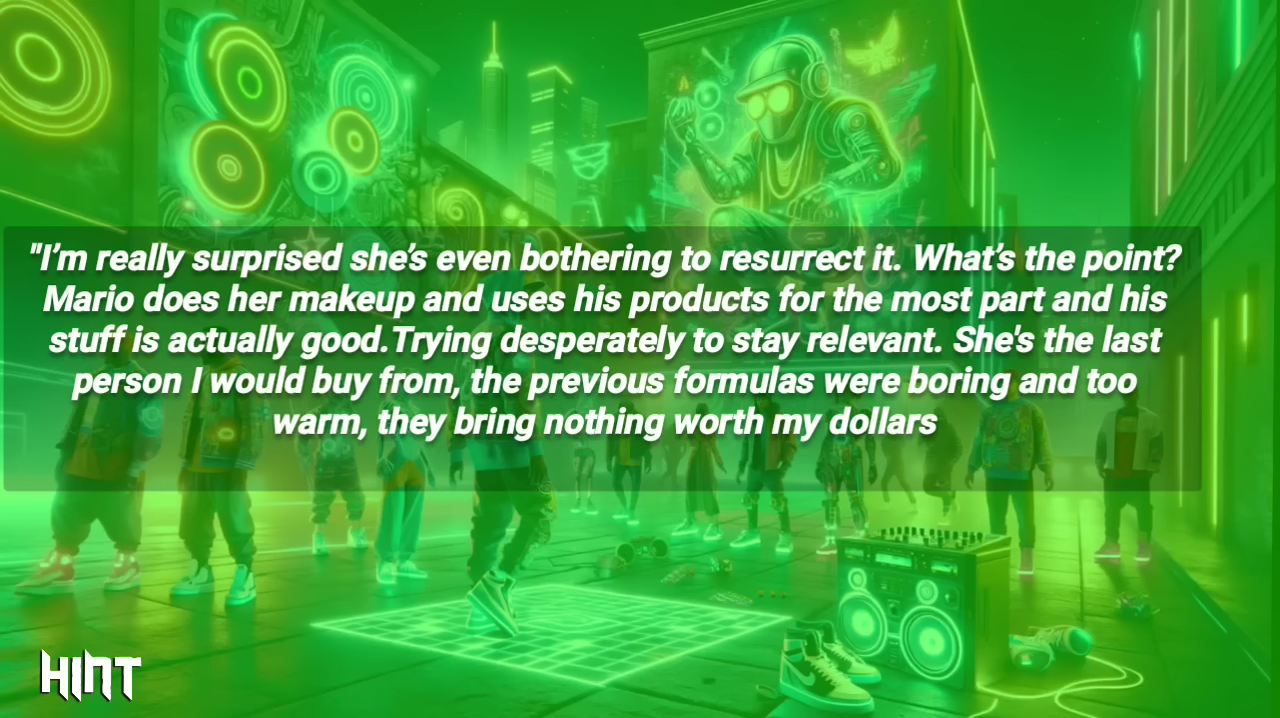 "I’m really surprised she’s even bothering to resurrect it. What’s the point?
Mario does her makeup and uses his products for the most part and his
stuff is actually good.Trying desperately to stay relevant. She's the last
person I would buy from, the previous formulas were boring and too
warm, they bring nothing worth my dollars
HINT